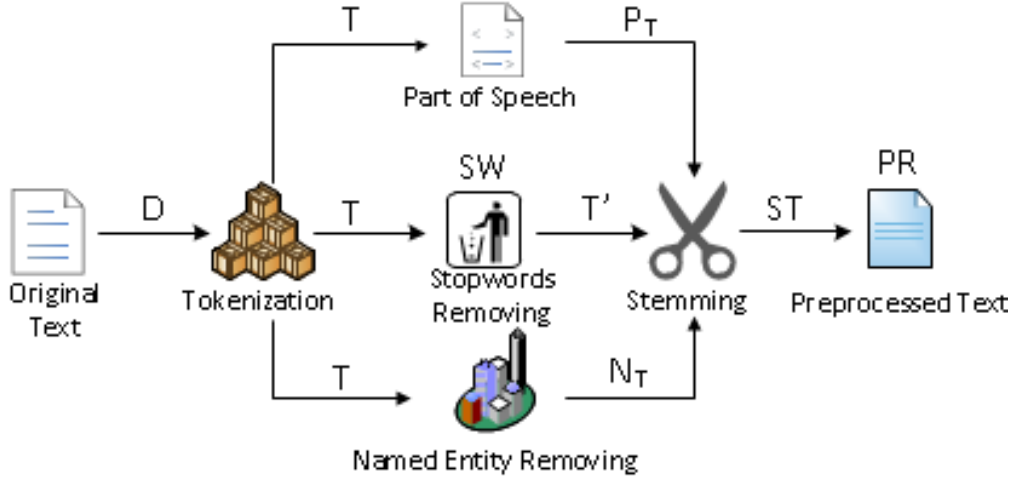 T
P_T
Part of Speech
SW
PR
D
T
T'
ST
Original
Text
Tokenization
Stopwords
Removing
Stemming
Preprocessed Text
T
N_T
Named Entity Removing